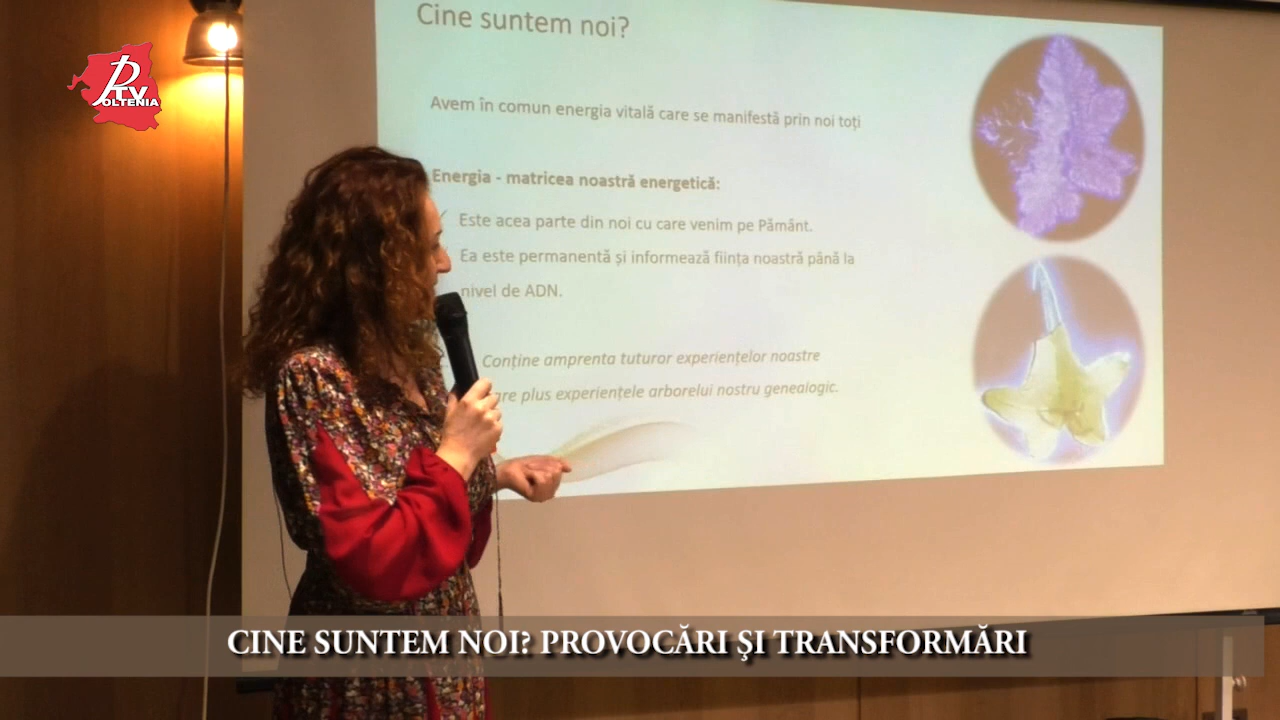 Cine suntem noi?
PTV
OLTENIA
Avem în comun energia vitală care se manifestă prin noi toți
Energia - matricea noastră energetică:
Este acea parte din noi cu care venim pe Pământ.
Ea este permanentă și informează ființa noastră până la
nivel de ADN.
Conține amprenta tuturor experiențelor noastre
plus experiențele arborelui nostru genealogic.
CINE SUNTEM NOI? PROVOCĂRI ŞI TRANSFORMĂRI